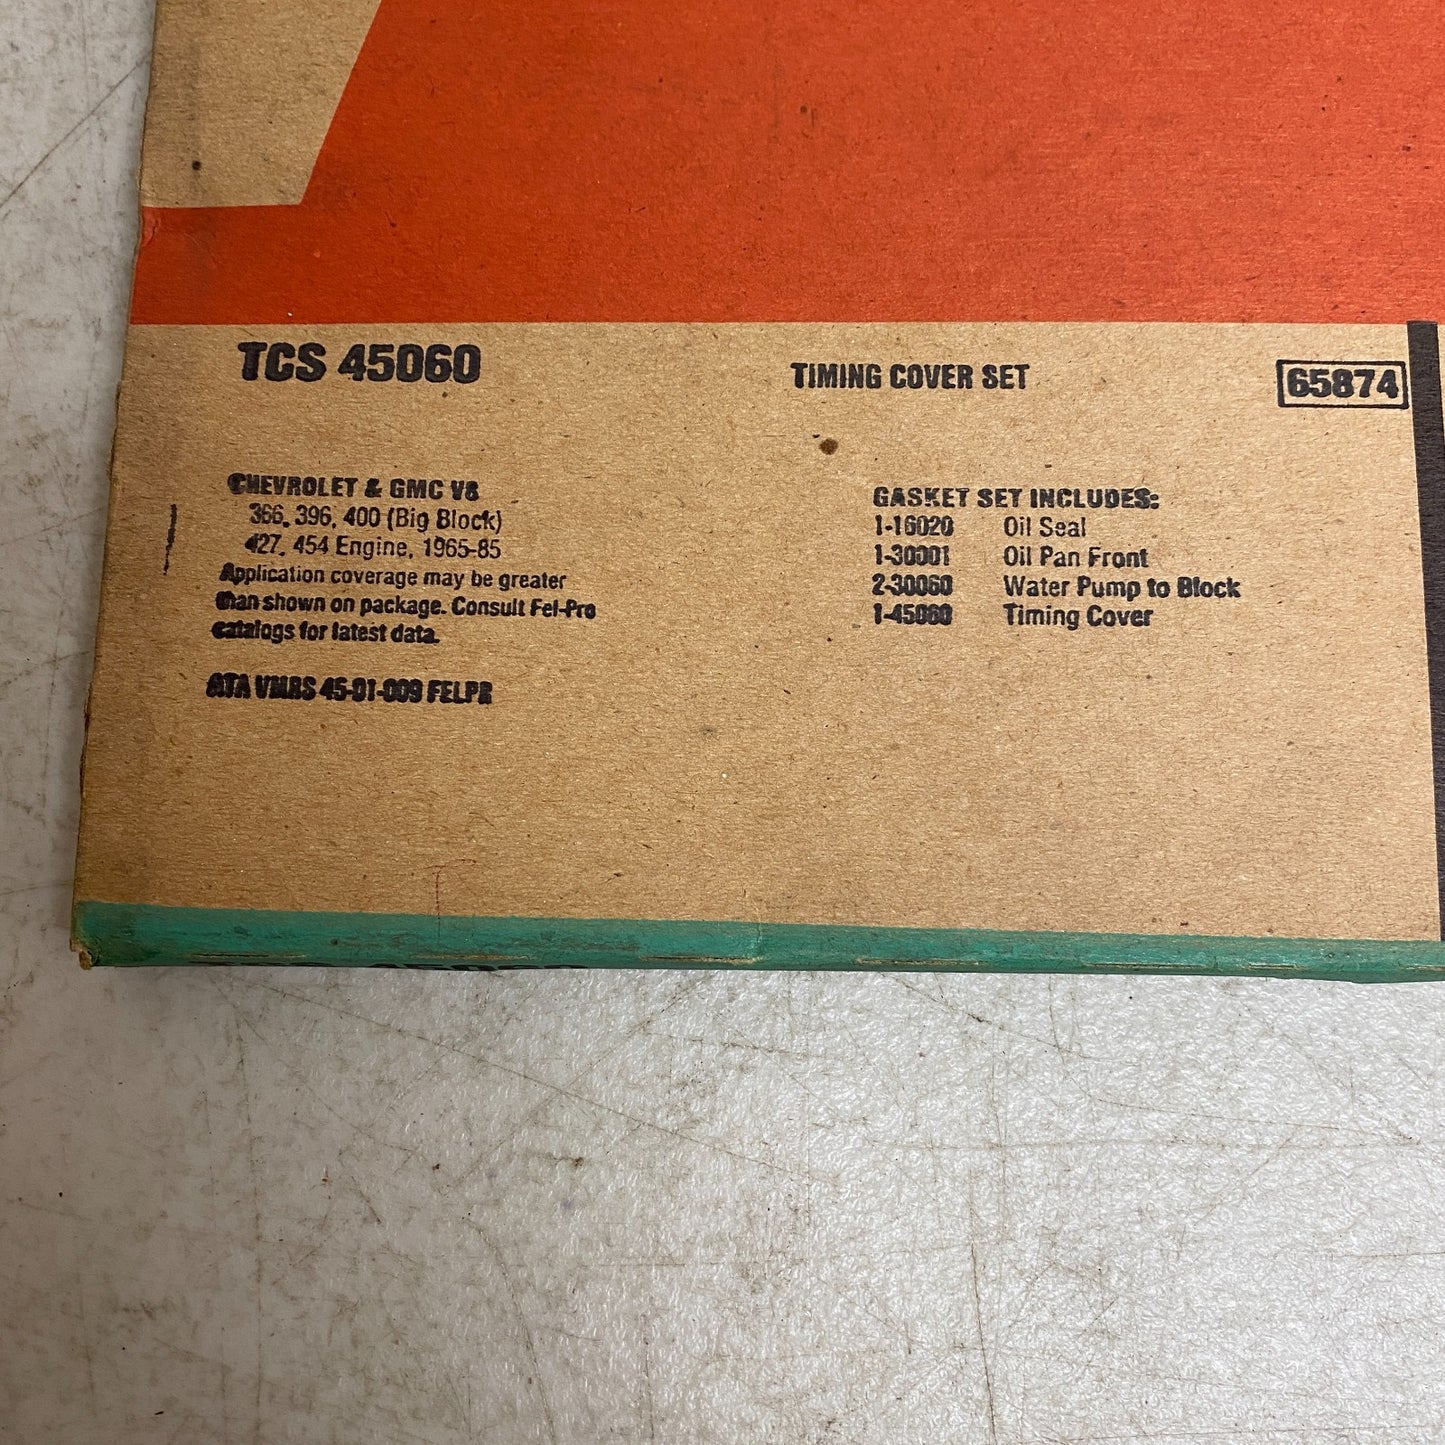 TCS 45060
TIMING COVER SET
65874
CHEVROLET & GMC V8
366, 396, 400 (Big Block)
427, 454 Engine, 1965-85
Application coverage may be greater
than shown on package. Consult Fel-Pro
catalogs for latest data.
ATA VMRS 45-01-009 FELPR
GASKET SET INCLUDES:
1-16020 Oil Seal
1-30001 Oil Pan Front
2-30060 Water Pump to Block
1-45060 Timing Cover